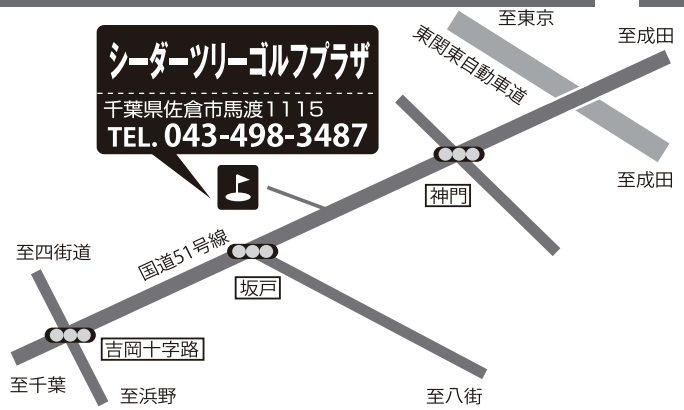 至東京
至成田
東関東自動車道
シーダーツリーゴルフプラザ
千葉県佐倉市馬渡1115
TEL. 043-498-3487
至成田
神門
国道51号線
至四街道
坂戸
吉岡十字路
至千葉
至浜野
至八街